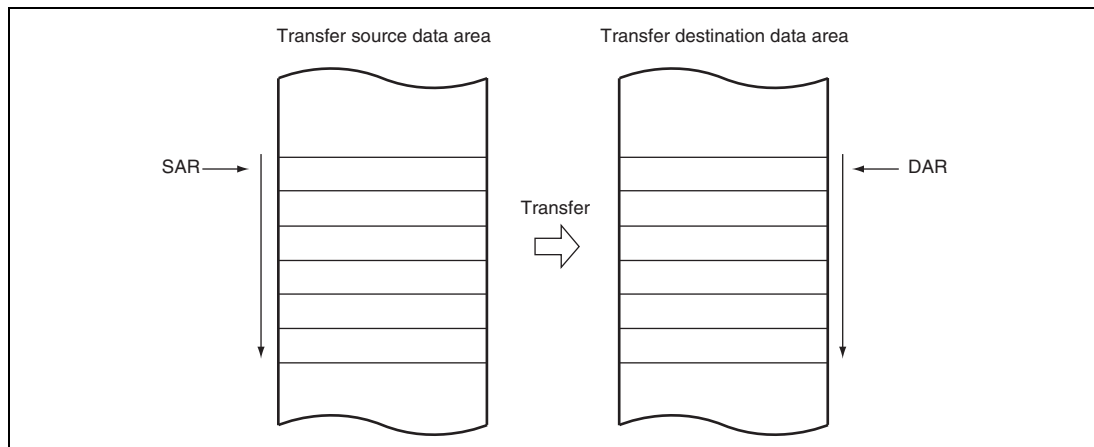 Transfer source data area
Transfer destination data area
SAR
Transfer
DAR